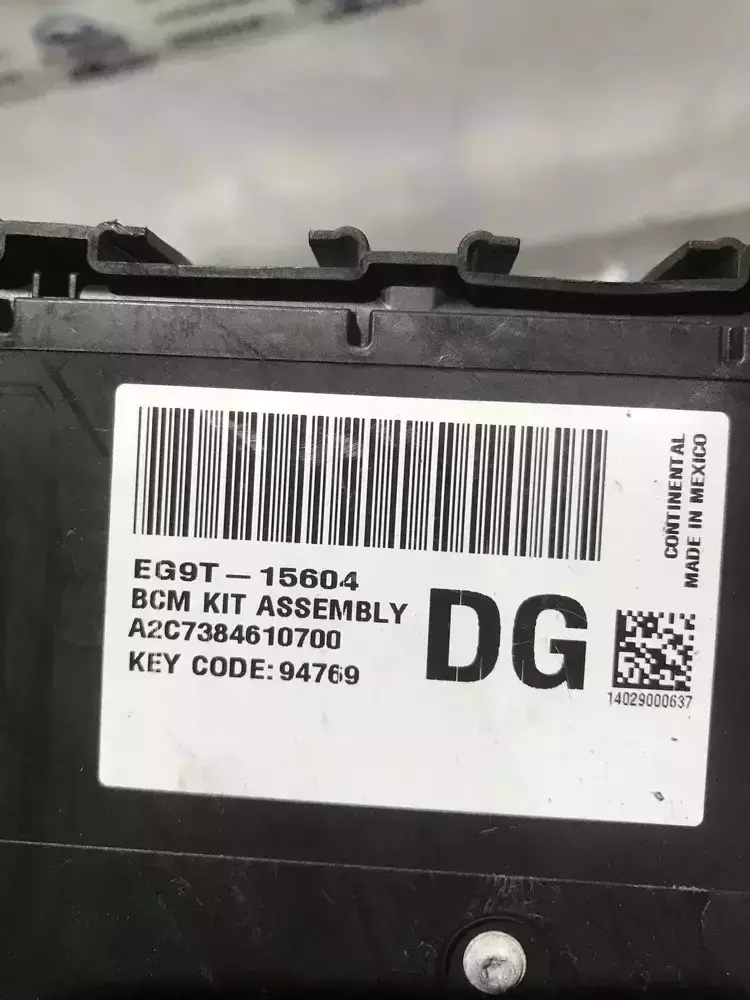 EG9T-15604
BCM KIT ASSEMBLY
A2C7384610700
KEY CODE: 94769
DG
CONTINENTAL
MADE IN MEXICO
14029000637